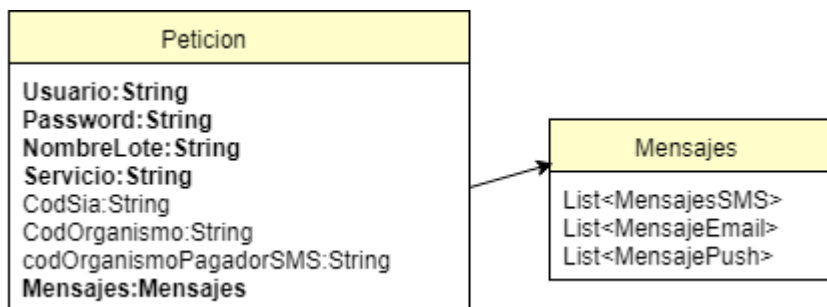 Peticion
Usuario:String
Password:String
NombreLote:String
Servicio:String
CodSia:String
CodOrganismo:String
codOrganismoPagadorSMS:String
Mensajes:Mensajes
Mensajes
List<MensajesSMS>
List<MensajeEmail>
List<MensajePush>